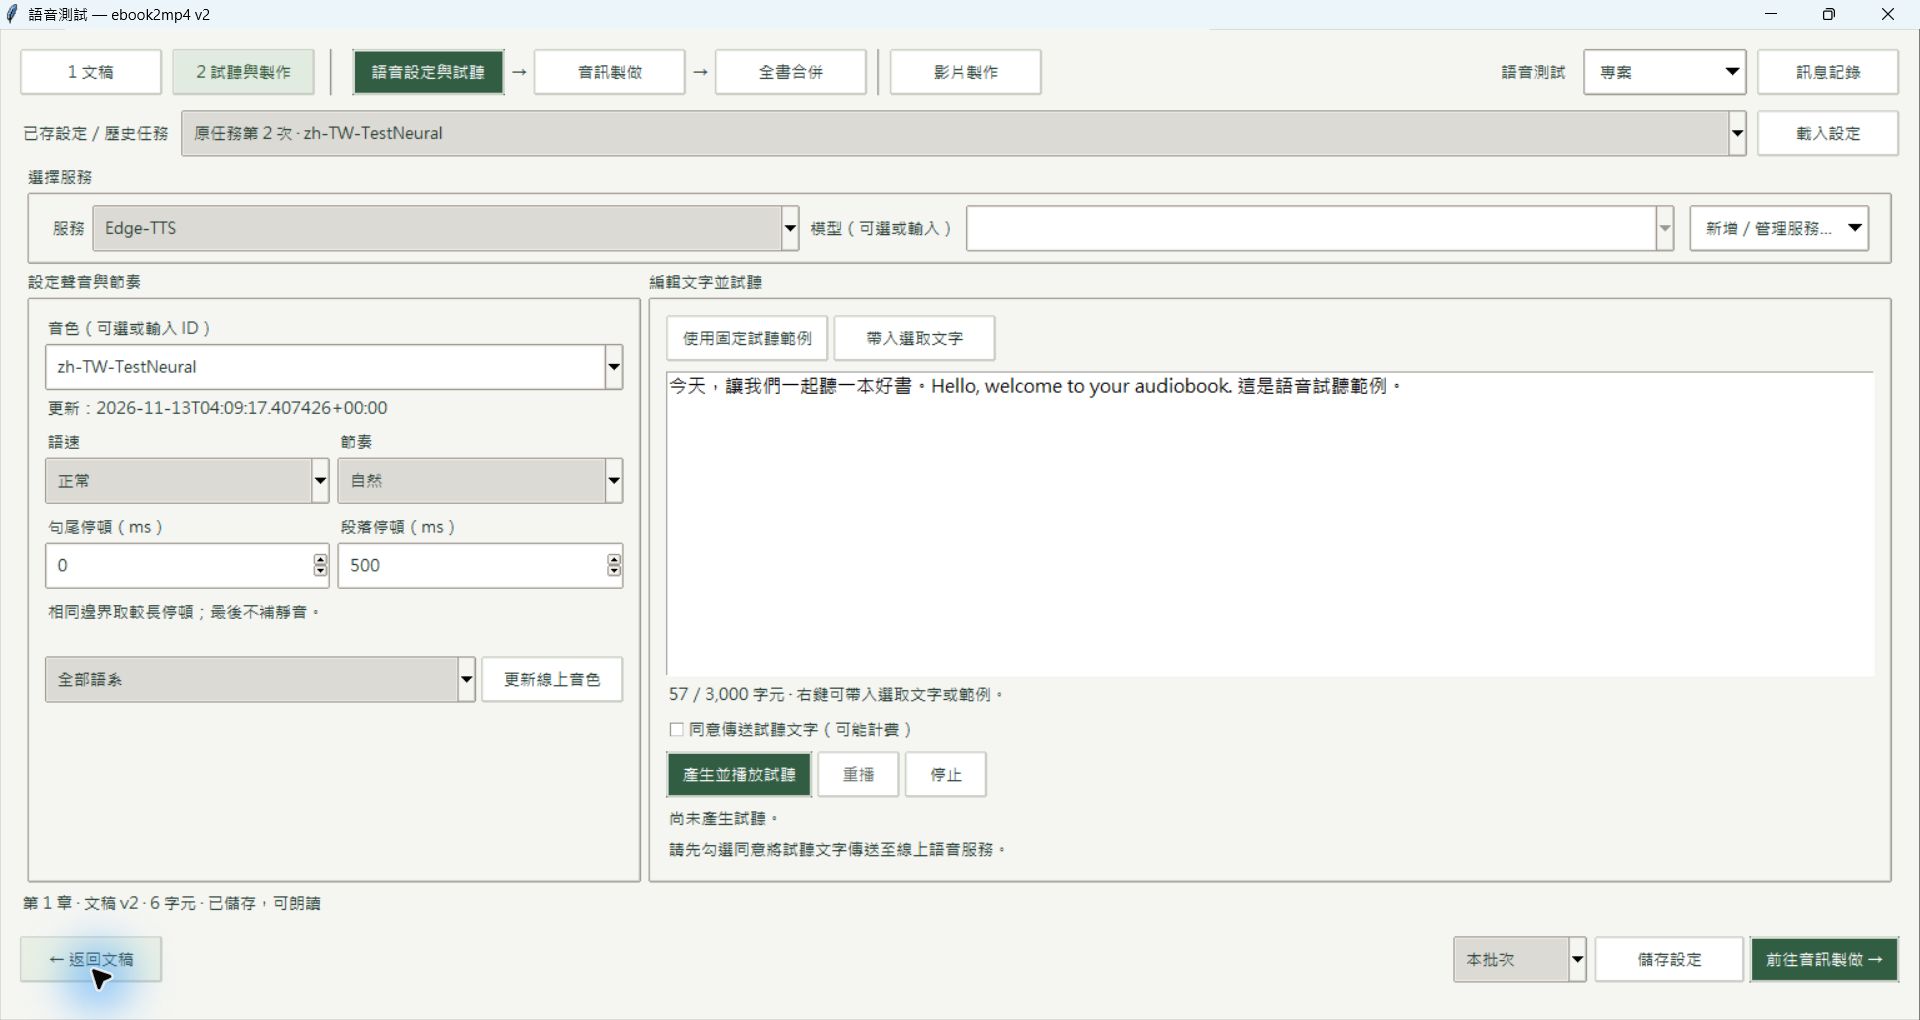 語音測試 — ebook2mp4 v2
1 文稿
2 試聽與製作
語音設定與試聽
→
音訊製做
→
全書合併
影片製作
語音測試
專案
訊息記錄
已存設定 / 歷史任務
原任務第 2 次 · zh-TW-TestNeural
載入設定
選擇服務
服務
Edge-TTS
模型（可選或輸入）
新增 / 管理服務...
設定聲音與節奏
音色（可選或輸入 ID）
zh-TW-TestNeural
更新：2026-11-13T04:09:17.407426+00:00
語速
節奏
正常
自然
句尾停頓（ms）
段落停頓（ms）
0
500
相同邊界取較長停頓；最後不補靜音。
全部語系
更新線上音色
編輯文字並試聽
使用固定試聽範例
帶入選取文字
今天，讓我們一起聽一本好書。Hello, welcome to your audiobook. 這是語音試聽範例。
57 / 3,000 字元 · 右鍵可帶入選取文字或範例。
同意傳送試聽文字（可能計費）
產生並播放試聽
重播
停止
尚未產生試聽。
請先勾選同意將試聽文字傳送至線上語音服務。
第 1 章 · 文稿 v2 · 6 字元 · 已儲存，可朗讀
← 返回文稿
本批次
儲存設定
前往音訊製做 →